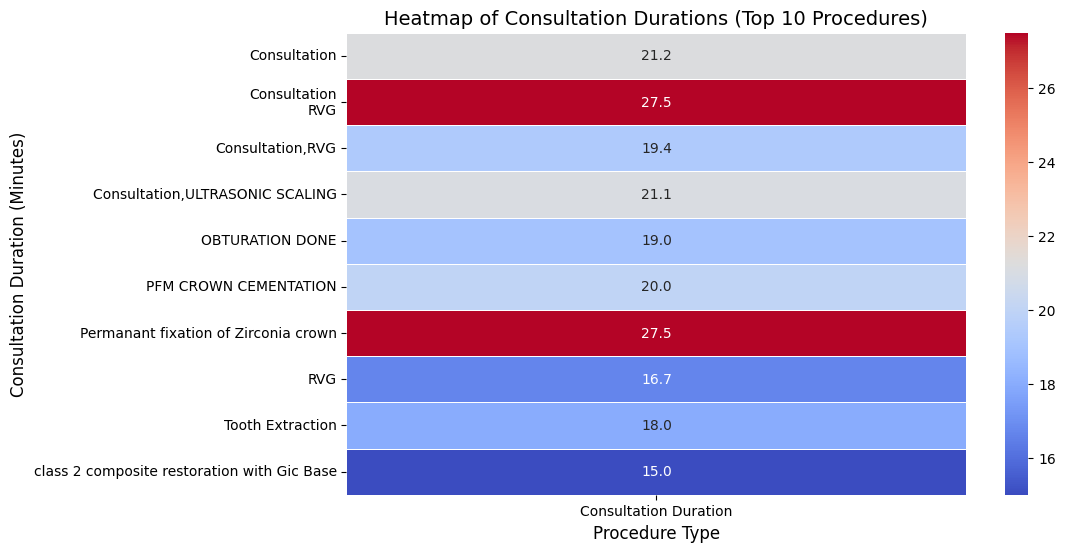 Heatmap of Consultation Durations (Top 10 Procedures)
Consultation Duration (Minutes)
Consultation
21.2
Consultation
RVG
27.5
Consultation,RVG
19.4
Consultation,ULTRASONIC SCALING
21.1
OBTURATION DONE
19.0
PFM CROWN CEMENTATION
20.0
Permanant fixation of Zirconia crown
27.5
RVG
16.7
Tooth Extraction
18.0
class 2 composite restoration with Gic Base
15.0
Consultation Duration
Procedure Type
26
24
22
20
18
16